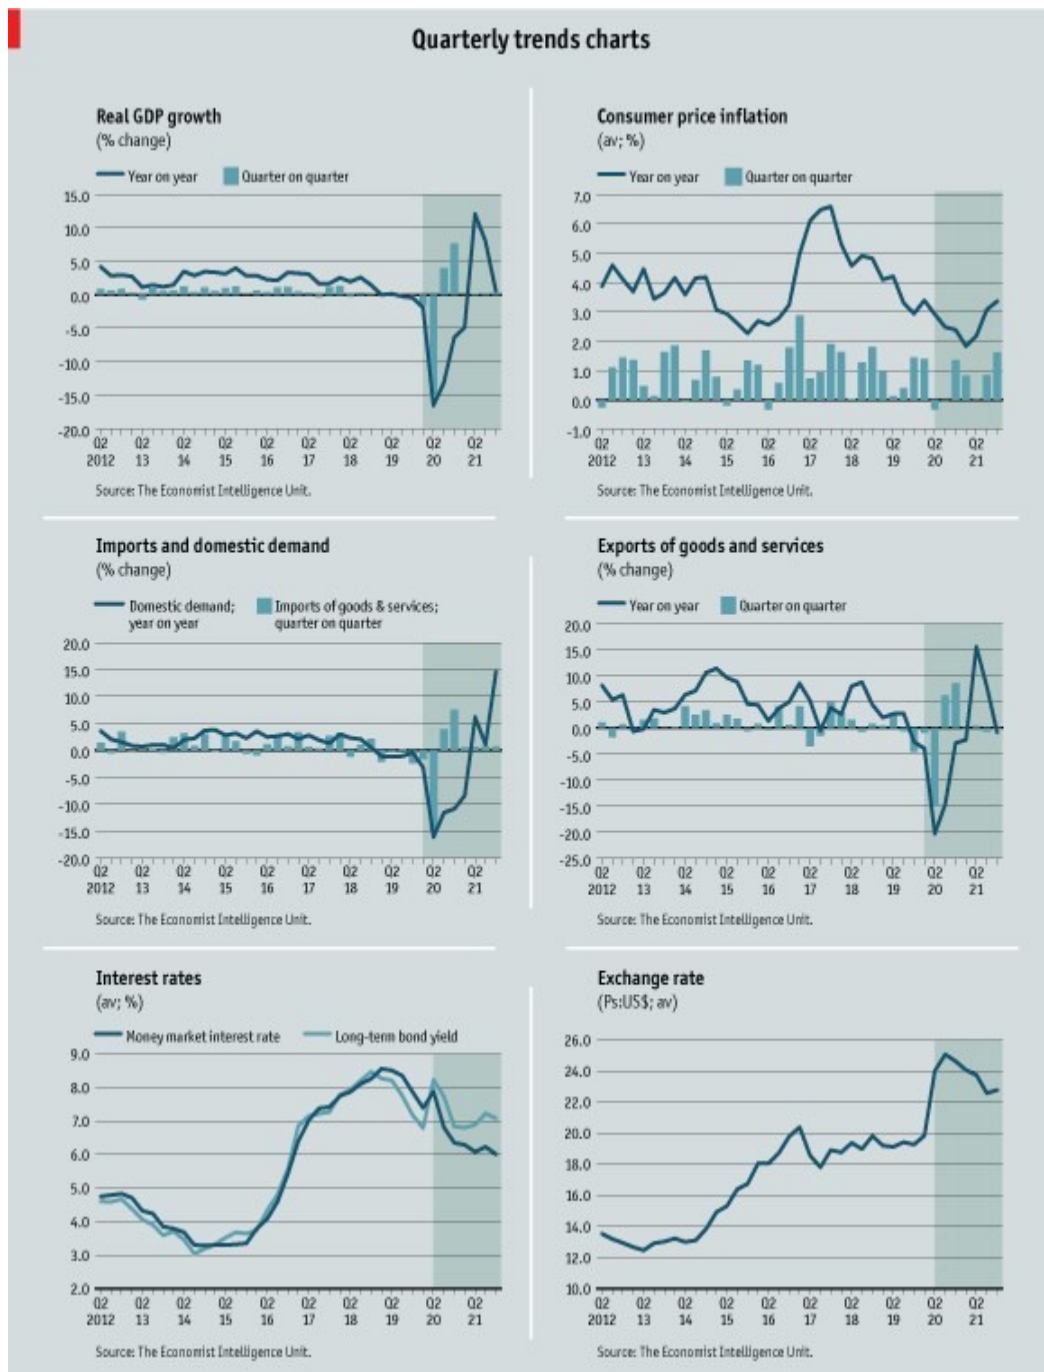 Quarterly trends charts
Real GDP growth
(% change)
Year on year Quarter on quarter
15.0
10.0
5.0
0.0
-5.0
-10.0
-15.0
-20.0
Q2 Q2 Q2 Q2 Q2 Q2 Q2 Q2 Q2 Q2
2012 13 14 15 16 17 18 19 20 21
Source: The Economist Intelligence Unit.
Consumer price inflation
(av; %)
Year on year Quarter on quarter
7.0
6.0
5.0
4.0
3.0
2.0
1.0
0.0
-1.0
Q2 Q2 Q2 Q2 Q2 Q2 Q2 Q2 Q2 Q2
2012 13 14 15 16 17 18 19 20 21
Source: The Economist Intelligence Unit.
Imports and domestic demand
(% change)
Domestic demand; Imports of goods & services;
year on year quarter on quarter
20.0
15.0
10.0
5.0
0.0
-5.0
-10.0
-15.0
-20.0
Q2 Q2 Q2 Q2 Q2 Q2 Q2 Q2 Q2 Q2
2012 13 14 15 16 17 18 19 20 21
Source: The Economist Intelligence Unit.
Exports of goods and services
(% change)
Year on year Quarter on quarter
20.0
15.0
10.0
5.0
0.0
-5.0
-10.0
-15.0
-20.0
-25.0
Q2 Q2 Q2 Q2 Q2 Q2 Q2 Q2 Q2 Q2
2012 13 14 15 16 17 18 19 20 21
Source: The Economist Intelligence Unit.
Interest rates
(av; %)
Money market interest rate Long-term bond yield
9.0
8.0
7.0
6.0
5.0
4.0
3.0
2.0
Q2 Q2 Q2 Q2 Q2 Q2 Q2 Q2 Q2 Q2
2012 13 14 15 16 17 18 19 20 21
Source: The Economist Intelligence Unit.
Exchange rate
(Ps:US$; av)
26.0
24.0
22.0
20.0
18.0
16.0
14.0
12.0
10.0
Q2 Q2 Q2 Q2 Q2 Q2 Q2 Q2 Q2 Q2
2012 13 14 15 16 17 18 19 20 21
Source: The Economist Intelligence Unit.